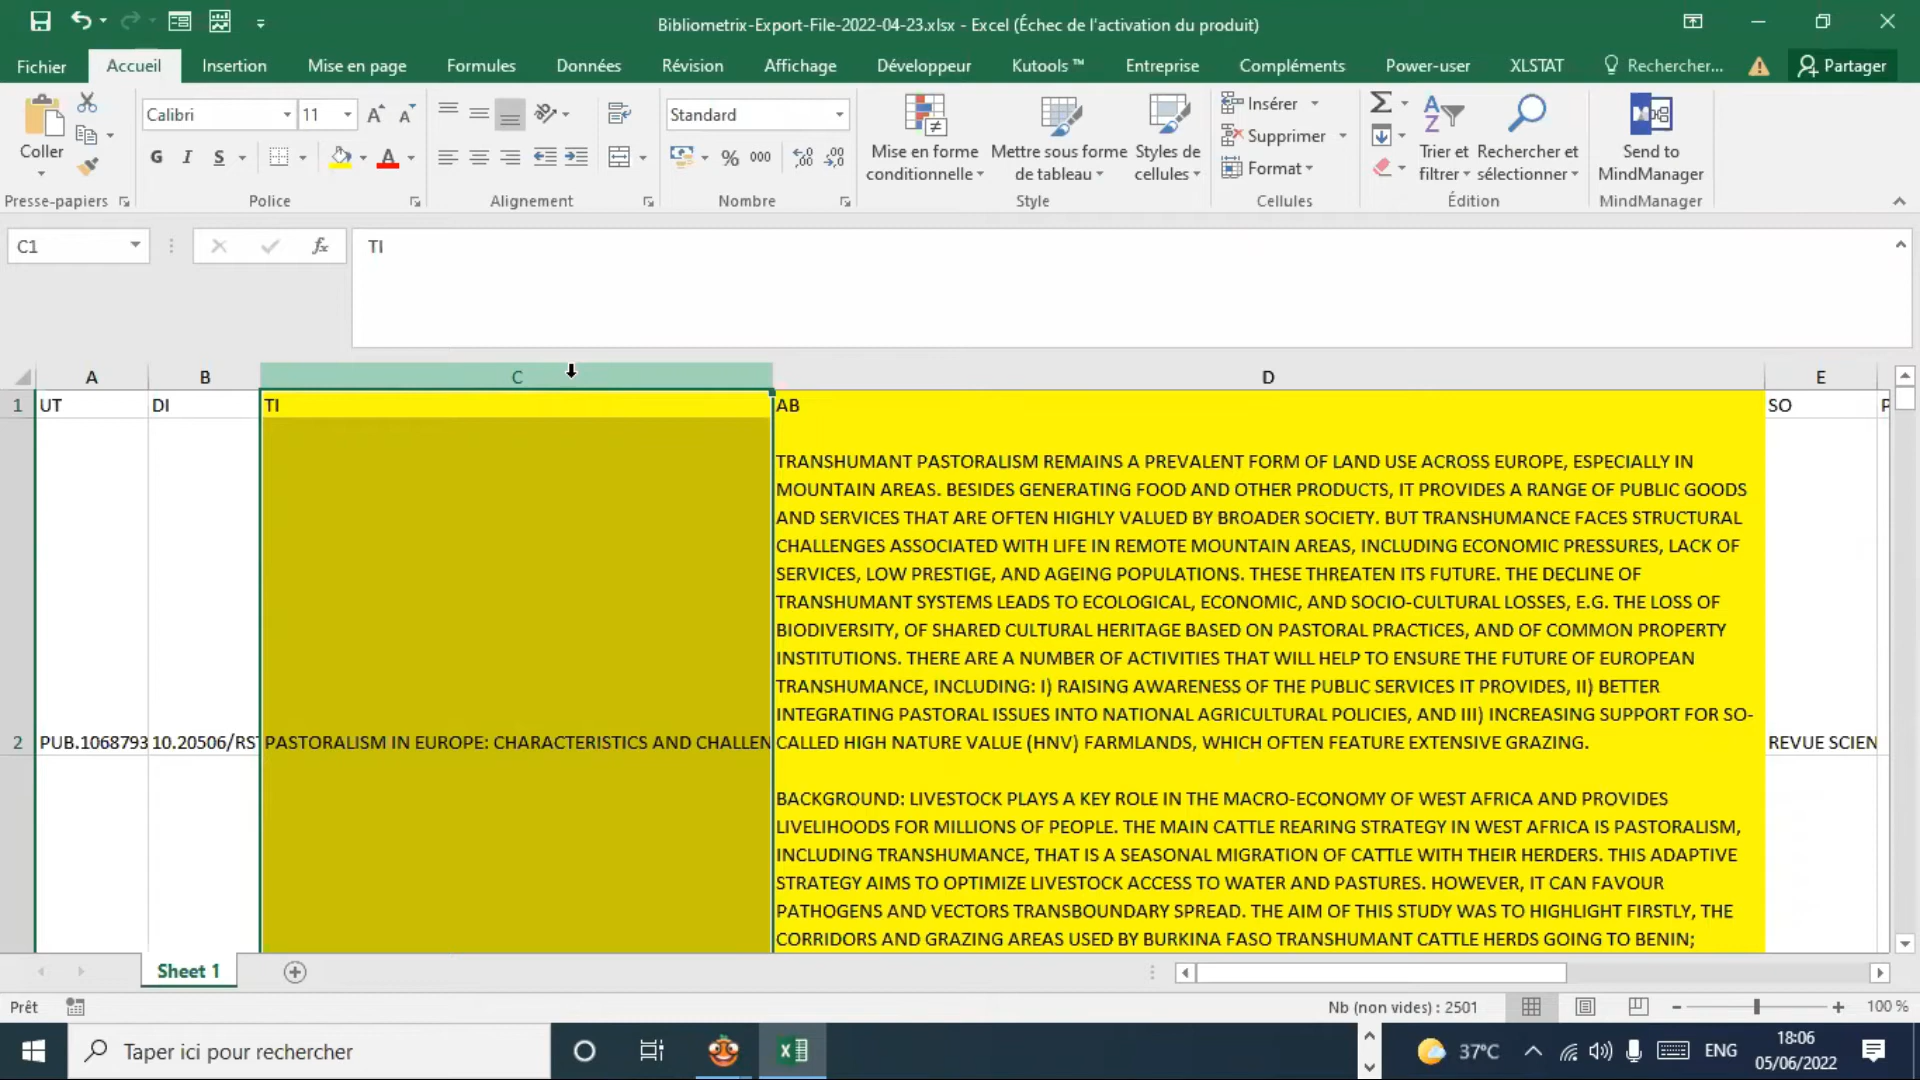 Bibliometrix-Export-File-2022-04-23.xlsx - Excel (Échec de l'activation du produit)
Fichier Accueil Insertion Mise en page Formules Données Révision Affichage Développeur Kutools ™ Entreprise Compléments Power-user XLSTAT Rechercher... Partager
Coller
Presse-papiers
Calibri 11
G I S
Police
Alignement
Standard
% 000
Nombre
Mise en forme conditionnelle
Mettre sous forme de tableau
Styles de cellules
Style
Insérer
Supprimer
Format
Cellules
Trier et filtrer
Rechercher et sélectionner
Édition
Send to MindManager
MindManager
C1 fx TI
A B C D E
1 UT DI TI AB SO P
TRANSHUMANT PASTORALISM REMAINS A PREVALENT FORM OF LAND USE ACROSS EUROPE, ESPECIALLY IN
MOUNTAIN AREAS. BESIDES GENERATING FOOD AND OTHER PRODUCTS, IT PROVIDES A RANGE OF PUBLIC GOODS
AND SERVICES THAT ARE OFTEN HIGHLY VALUED BY BROADER SOCIETY. BUT TRANSHUMANCE FACES STRUCTURAL
CHALLENGES ASSOCIATED WITH LIFE IN REMOTE MOUNTAIN AREAS, INCLUDING ECONOMIC PRESSURES, LACK OF
SERVICES, LOW PRESTIGE, AND AGEING POPULATIONS. THESE THREATEN ITS FUTURE. THE DECLINE OF
TRANSHUMANT SYSTEMS LEADS TO ECOLOGICAL, ECONOMIC, AND SOCIO-CULTURAL LOSSES, E.G. THE LOSS OF
BIODIVERSITY, OF SHARED CULTURAL HERITAGE BASED ON PASTORAL PRACTICES, AND OF COMMON PROPERTY
INSTITUTIONS. THERE ARE A NUMBER OF ACTIVITIES THAT WILL HELP TO ENSURE THE FUTURE OF EUROPEAN
TRANSHUMANCE, INCLUDING: I) RAISING AWARENESS OF THE PUBLIC SERVICES IT PROVIDES, II) BETTER
INTEGRATING PASTORAL ISSUES INTO NATIONAL AGRICULTURAL POLICIES, AND III) INCREASING SUPPORT FOR SO-
2 PUB.1068793 10.20506/RST PASTORALISM IN EUROPE: CHARACTERISTICS AND CHALLEN CALLED HIGH NATURE VALUE (HNV) FARMLANDS, WHICH OFTEN FEATURE EXTENSIVE GRAZING. REVUE SCIEN
BACKGROUND: LIVESTOCK PLAYS A KEY ROLE IN THE MACRO-ECONOMY OF WEST AFRICA AND PROVIDES
LIVELIHOODS FOR MILLIONS OF PEOPLE. THE MAIN CATTLE REARING STRATEGY IN WEST AFRICA IS PASTORALISM,
INCLUDING TRANSHUMANCE, THAT IS A SEASONAL MIGRATION OF CATTLE WITH THEIR HERDERS. THIS ADAPTIVE
STRATEGY AIMS TO OPTIMIZE LIVESTOCK ACCESS TO WATER AND PASTURES. HOWEVER, IT CAN FAVOUR
PATHOGENS AND VECTORS TRANSBOUNDARY SPREAD. THE AIM OF THIS STUDY WAS TO HIGHLIGHT FIRSTLY, THE
CORRIDORS AND GRAZING AREAS USED BY BURKINA FASO TRANSHUMANT CATTLE HERDS GOING TO BENIN;
Sheet 1
Prêt Nb (non vides) : 2501 100 %
Taper ici pour rechercher 37°C ENG 18:06
05/06/2022